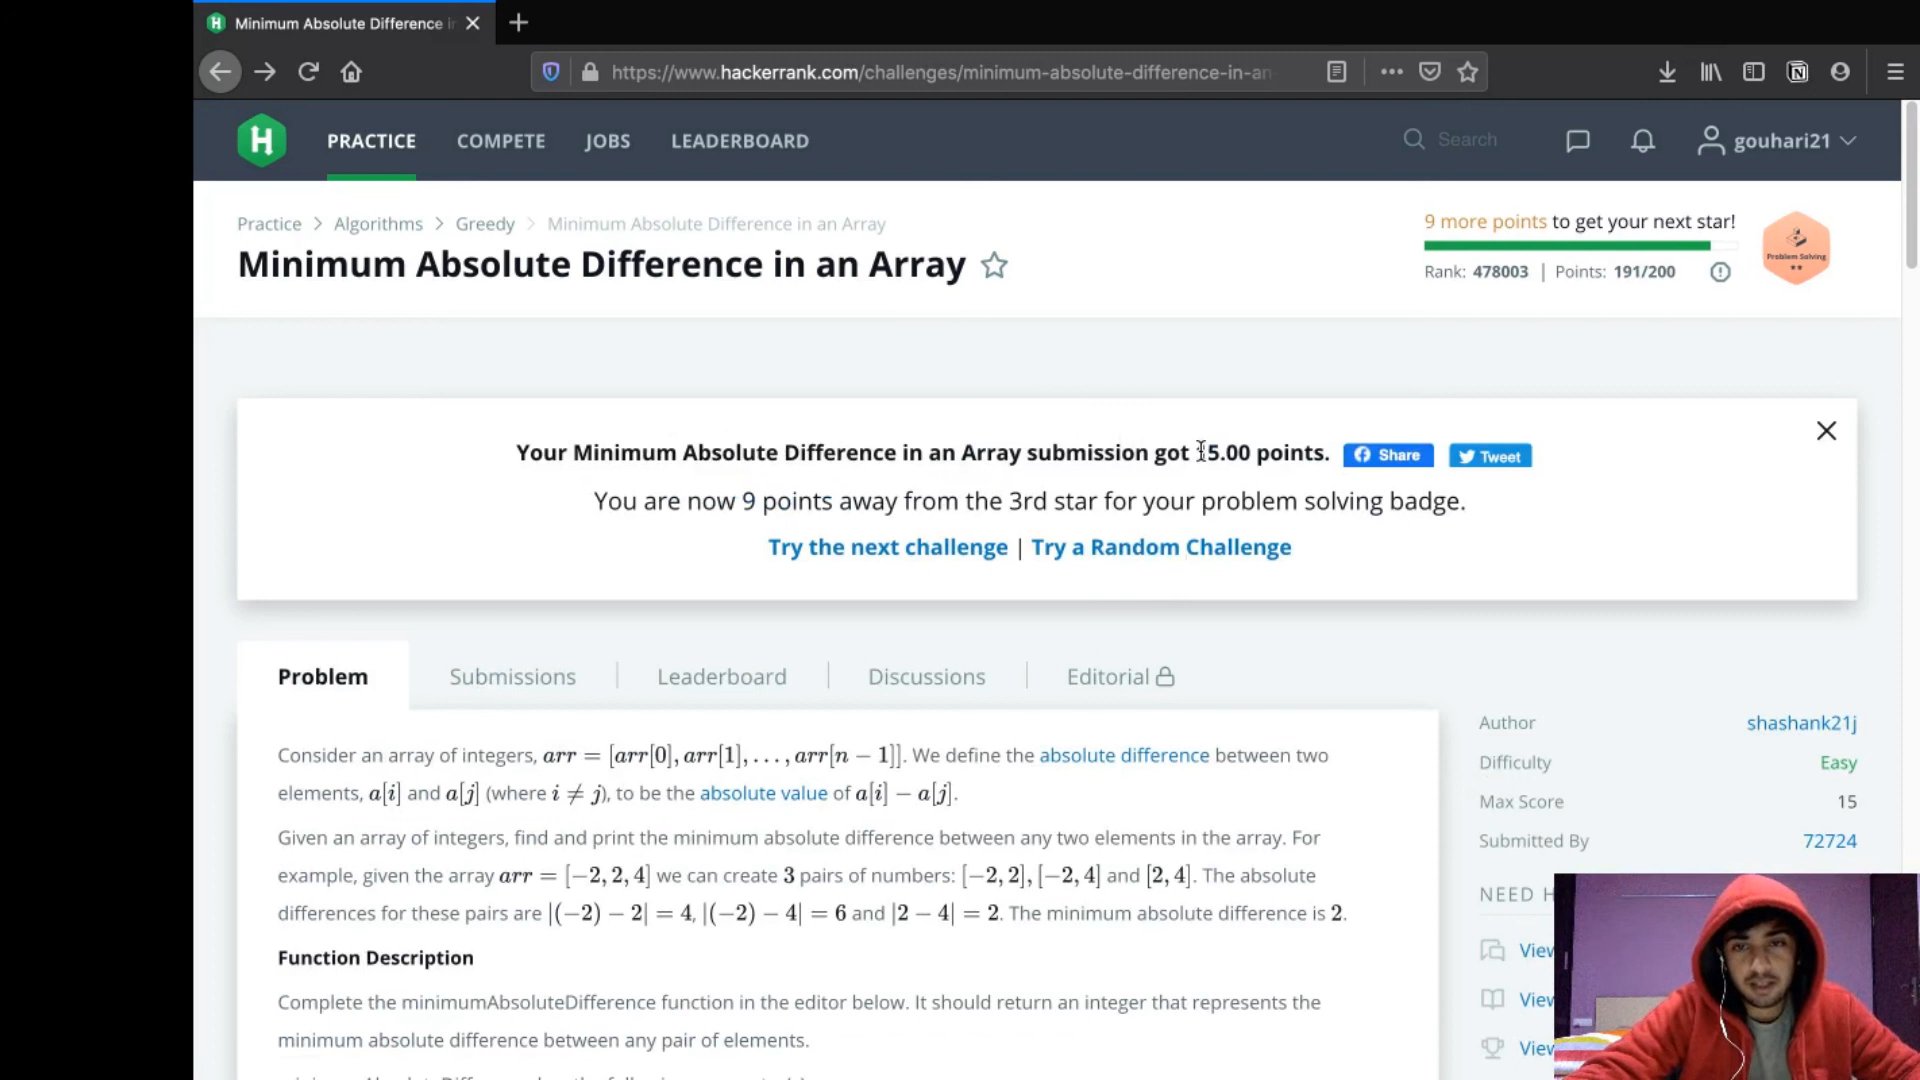 Minimum Absolute Difference in
https://www.hackerrank.com/challenges/minimum-absolute-difference-in-an-
H PRACTICE COMPETE JOBS LEADERBOARD Search gouhari21
Practice > Algorithms > Greedy > Minimum Absolute Difference in an Array
9 more points to get your next star!
Minimum Absolute Difference in an Array
Problem Solving
Rank: 478003 | Points: 191/200
Your Minimum Absolute Difference in an Array submission got 15.00 points. Share Tweet
You are now 9 points away from the 3rd star for your problem solving badge.
Try the next challenge | Try a Random Challenge
Problem Submissions Leaderboard Discussions Editorial
Consider an array of integers, arr = [arr[0], arr[1], . . . , arr[n − 1]]. We define the absolute difference between two
elements, a[i] and a[j] (where i ≠ j), to be the absolute value of a[i] − a[j].
Given an array of integers, find and print the minimum absolute difference between any two elements in the array. For
example, given the array arr = [−2, 2, 4] we can create 3 pairs of numbers: [−2, 2], [−2, 4] and [2, 4]. The absolute
differences for these pairs are |(−2) − 2| = 4, |(−2) − 4| = 6 and |2 − 4| = 2. The minimum absolute difference is 2.
Function Description
Complete the minimumAbsoluteDifference function in the editor below. It should return an integer that represents the
minimum absolute difference between any pair of elements.
Author shashank21j
Difficulty Easy
Max Score 15
Submitted By 72724
NEED H
View
View
View